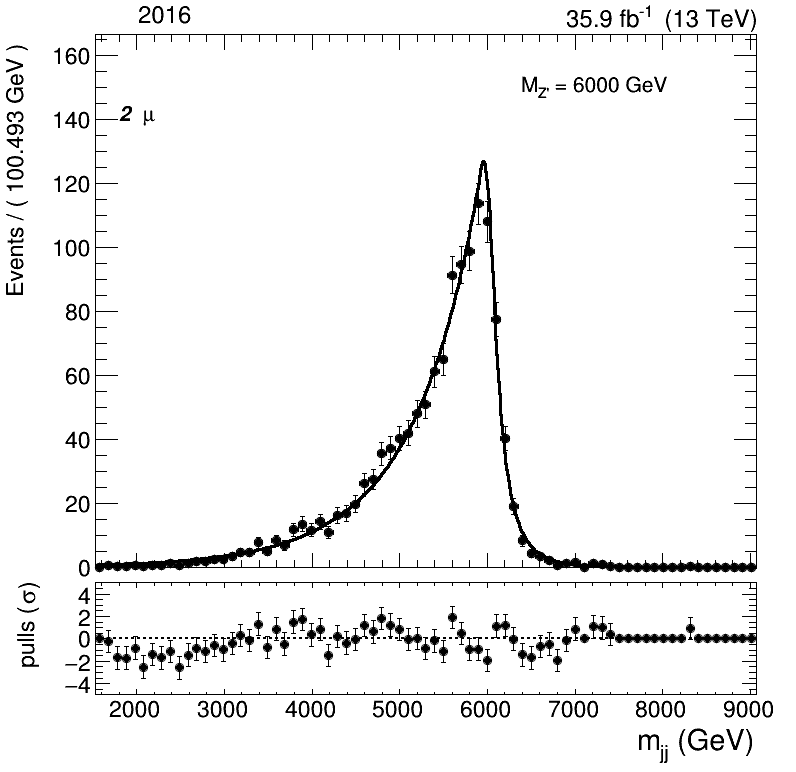 2016 35.9 fb⁻¹ (13 TeV)
Events / ( 100.493 GeV )
160
140
120
100
80
60
40
20
0
M_Z' = 6000 GeV
2 μ
pulls (σ)
4
2
0
−2
−4
2000 3000 4000 5000 6000 7000 8000 9000
m_jj (GeV)